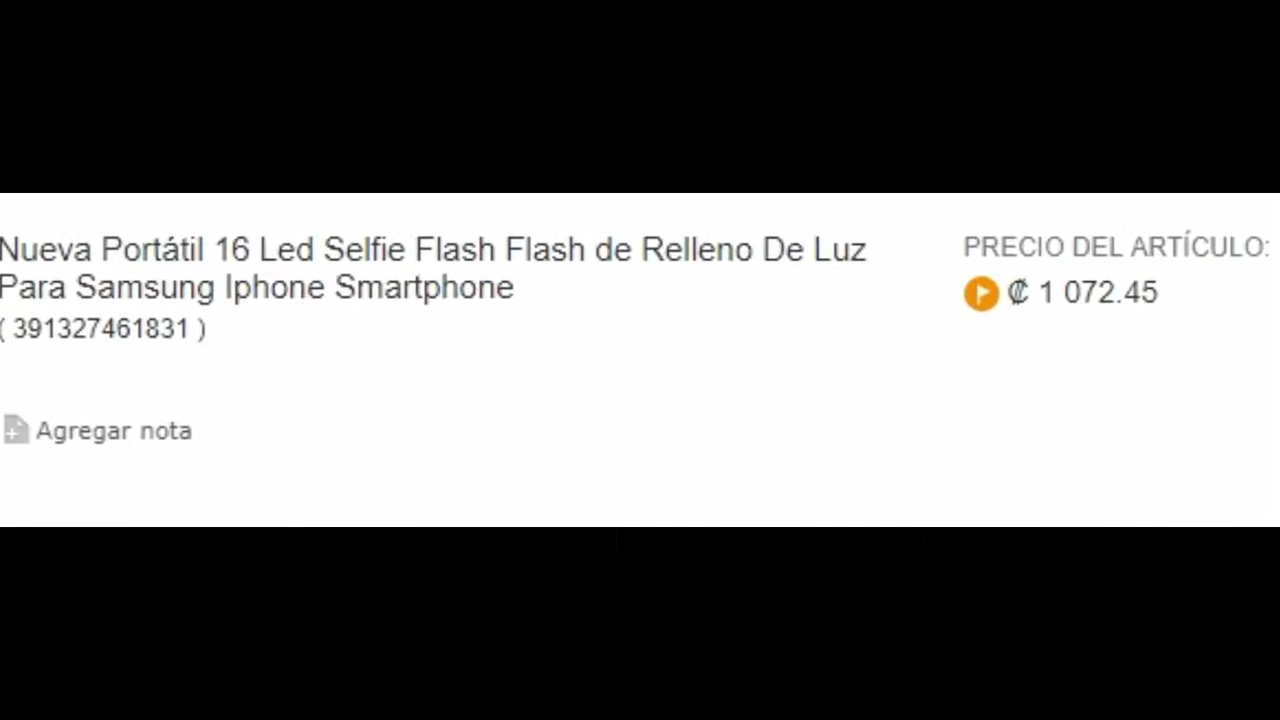 Nueva Portátil 16 Led Selfie Flash Flash de Relleno De Luz
Para Samsung Iphone Smartphone
( 391327461831 )
Agregar nota
PRECIO DEL ARTÍCULO:
₡ 1 072.45